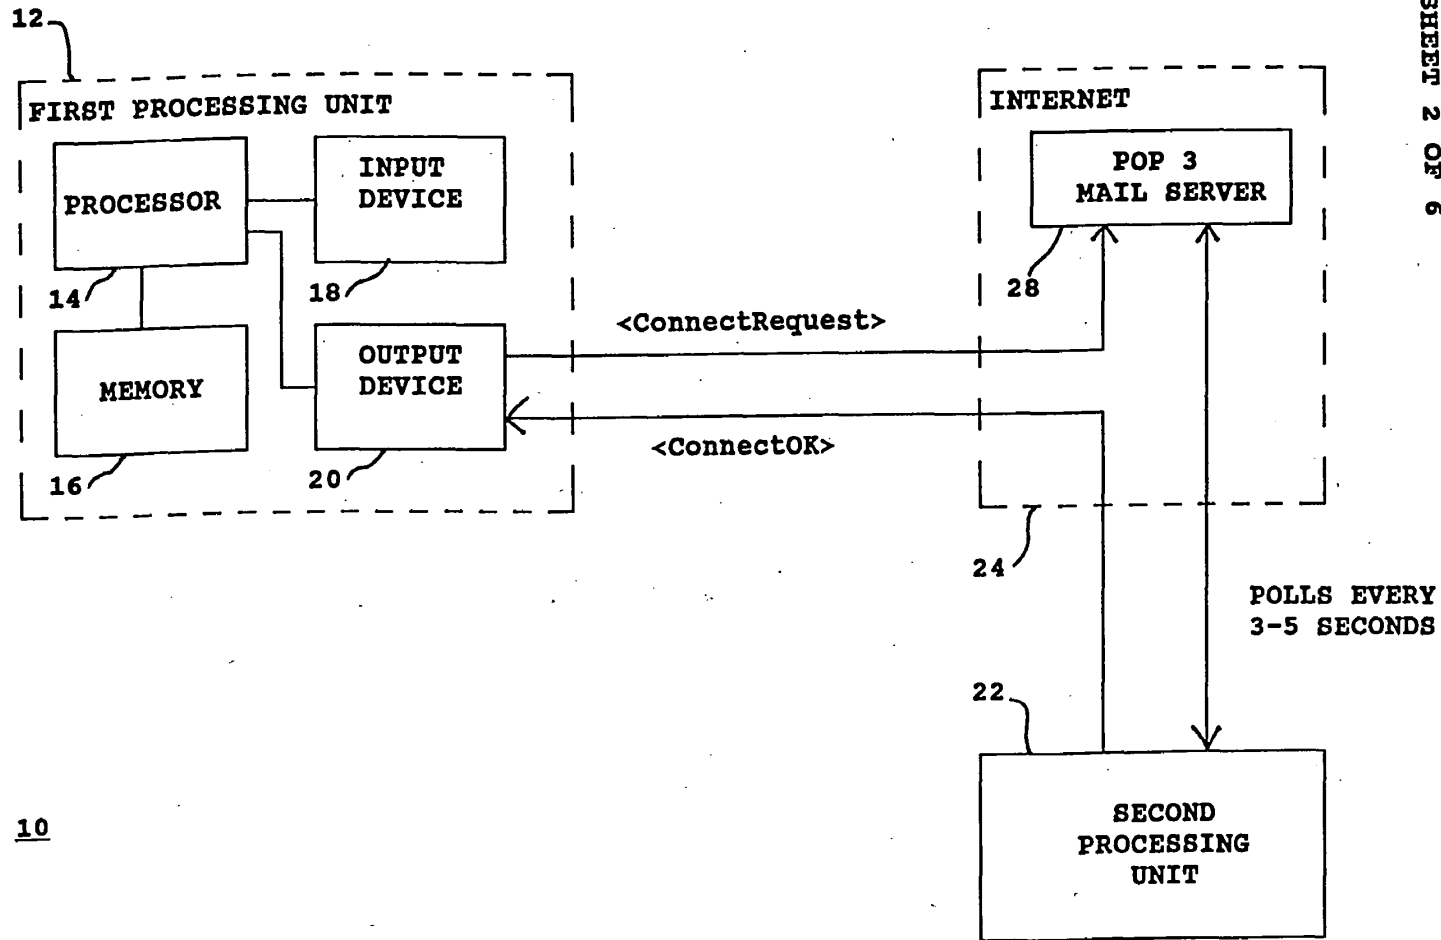 SHEET 2 OF 6
12
FIRST PROCESSING UNIT
PROCESSOR
14
INPUT
DEVICE
18
MEMORY
16
OUTPUT
DEVICE
20
<ConnectRequest>
<ConnectOK>
INTERNET
POP 3
MAIL SERVER
28
24
POLLS EVERY
3-5 SECONDS
22
SECOND
PROCESSING
UNIT
10